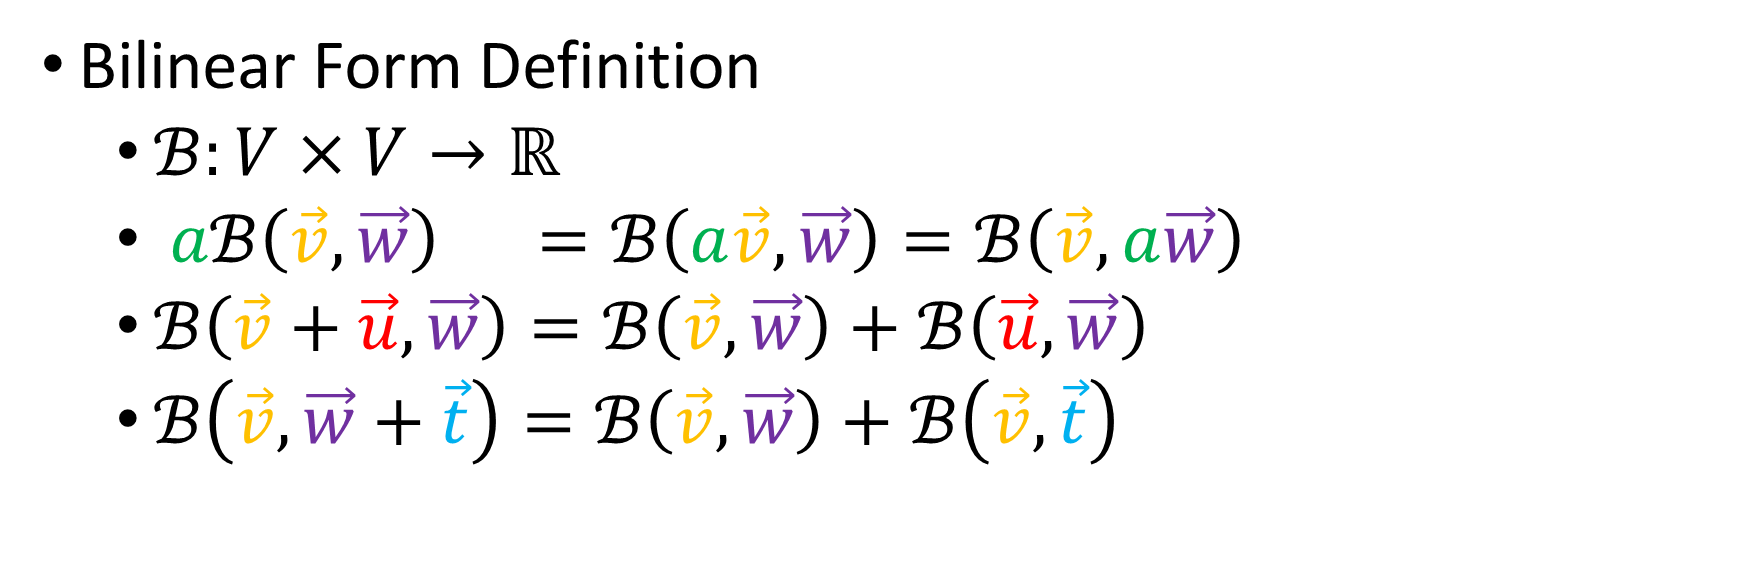 • Bilinear Form Definition
• ℬ: V × V → ℝ
• aℬ(v⃗, w⃗) = ℬ(av⃗, w⃗) = ℬ(v⃗, aw⃗)
• ℬ(v⃗ + u⃗, w⃗) = ℬ(v⃗, w⃗) + ℬ(u⃗, w⃗)
• ℬ(v⃗, w⃗ + t⃗) = ℬ(v⃗, w⃗) + ℬ(v⃗, t⃗)